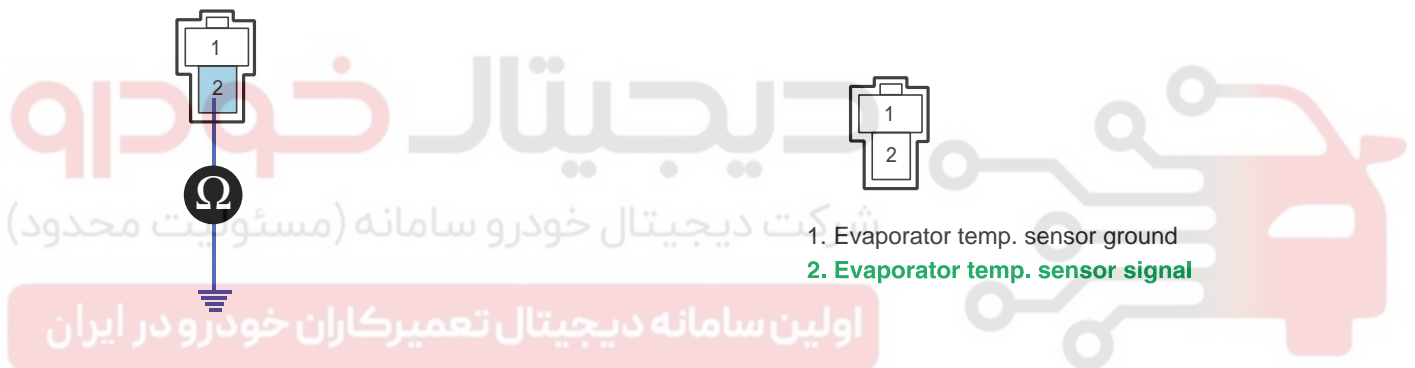 1
2
Ω
1
2
1. Evaporator temp. sensor ground
2. Evaporator temp. sensor signal
دیجیتال خودرو
شرکت دیجیتال خودرو سامانه (مسئولیت محدود)
اولین سامانه دیجیتال تعمیرکاران خودرو در ایران